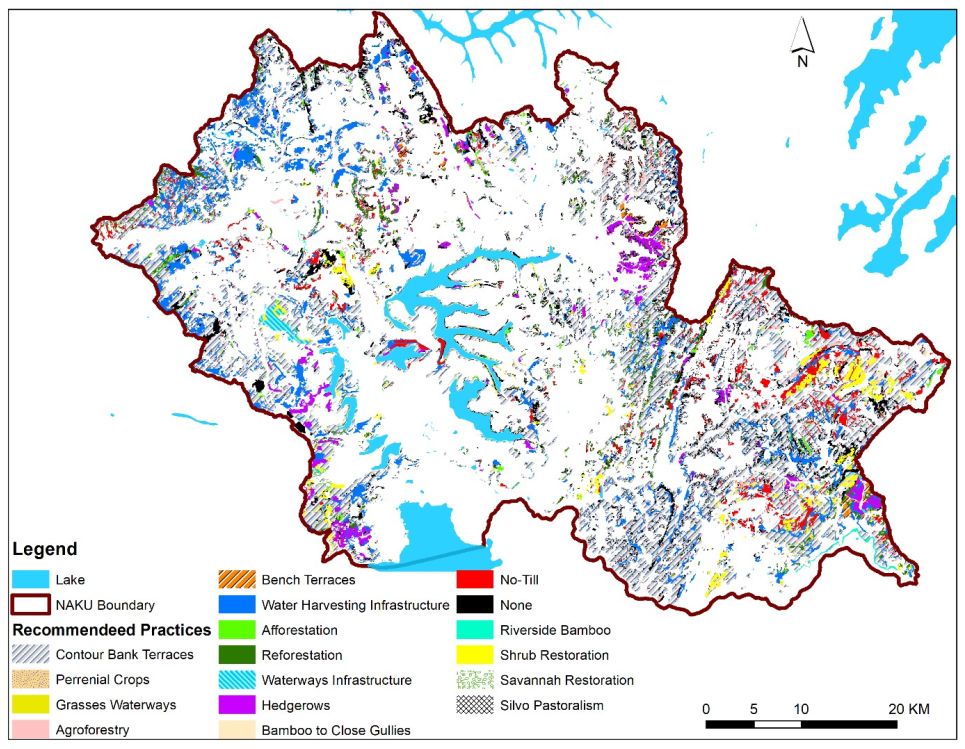 N
Legend
Lake
NAKU Boundary
Recommendeed Practices
Contour Bank Terraces
Perrenial Crops
Grasses Waterways
Agroforestry
Bench Terraces
Water Harvesting Infrastructure
Afforestation
Reforestation
Waterways Infrastructure
Hedgerows
Bamboo to Close Gullies
No-Till
None
Riverside Bamboo
Shrub Restoration
Savannah Restoration
Silvo Pastoralism
0 5 10 20 KM